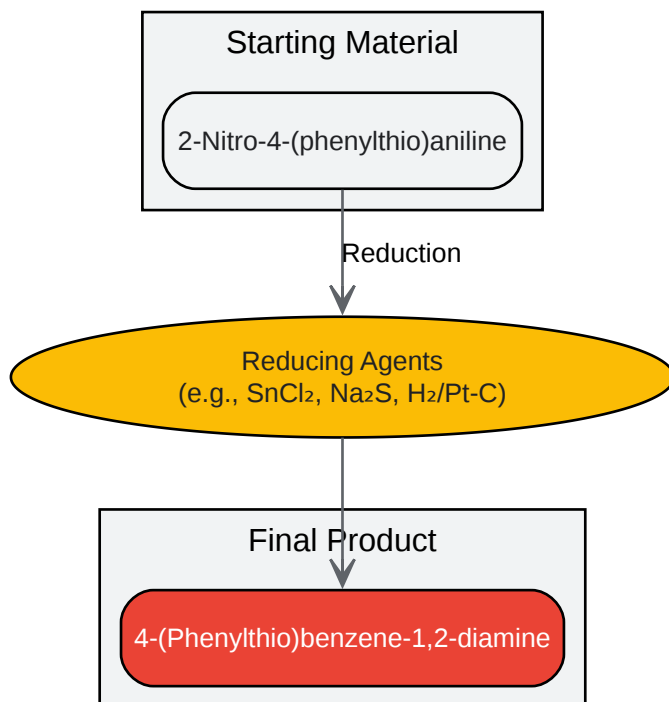 Starting Material
2-Nitro-4-(phenylthio)aniline
Reduction
Reducing Agents
(e.g., SnCl₂, Na₂S, H₂/Pt-C)
Final Product
4-(Phenylthio)benzene-1,2-diamine